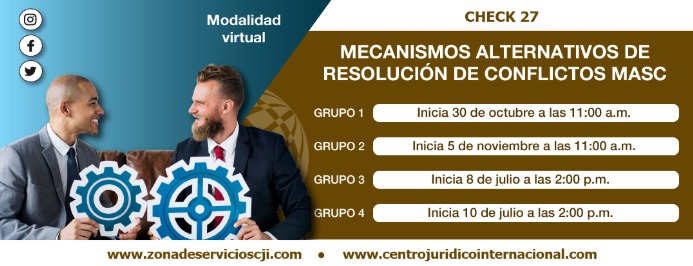 Modalidad
virtual
CHECK 27
MECANISMOS ALTERNATIVOS DE
RESOLUCIÓN DE CONFLICTOS MASC
GRUPO 1 Inicia 30 de octubre a las 11:00 a.m.
GRUPO 2 Inicia 5 de noviembre a las 11:00 a.m.
GRUPO 3 Inicia 8 de julio a las 2:00 p.m.
GRUPO 4 Inicia 10 de julio a las 2:00 p.m.
www.zonadeservicioscji.com • www.centrojuridicointernacional.com